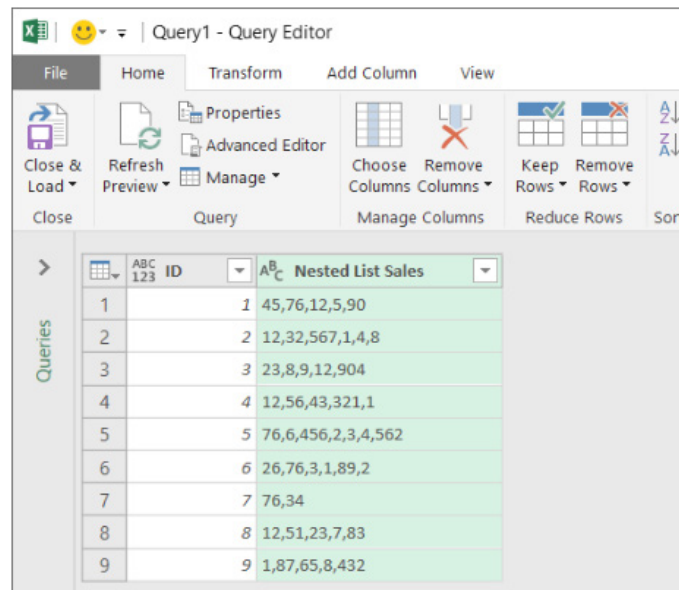 Query1 - Query Editor
File Home Transform Add Column View
Close & Load
Refresh Preview
Properties
Advanced Editor
Manage
Choose Columns
Remove Columns
Keep Rows
Remove Rows
Close Query Manage Columns Reduce Rows Sor
Queries
ABC 123 ID ABC Nested List Sales
1 1 45,76,12,5,90
2 2 12,32,567,1,4,8
3 3 23,8,9,12,904
4 4 12,56,43,321,1
5 5 76,6,456,2,3,4,562
6 6 26,76,3,1,89,2
7 7 76,34
8 8 12,51,23,7,83
9 9 1,87,65,8,432